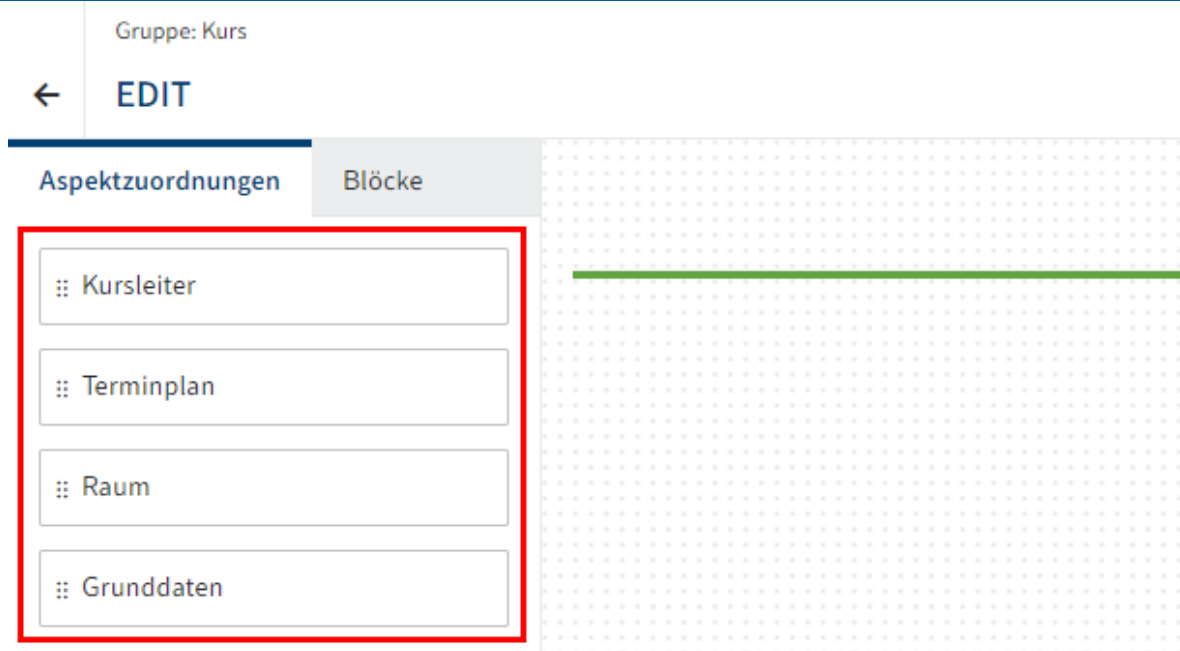 Gruppe: Kurs
EDIT
Aspektzuordnungen
Blöcke
Kursleiter
Terminplan
Raum
Grunddaten